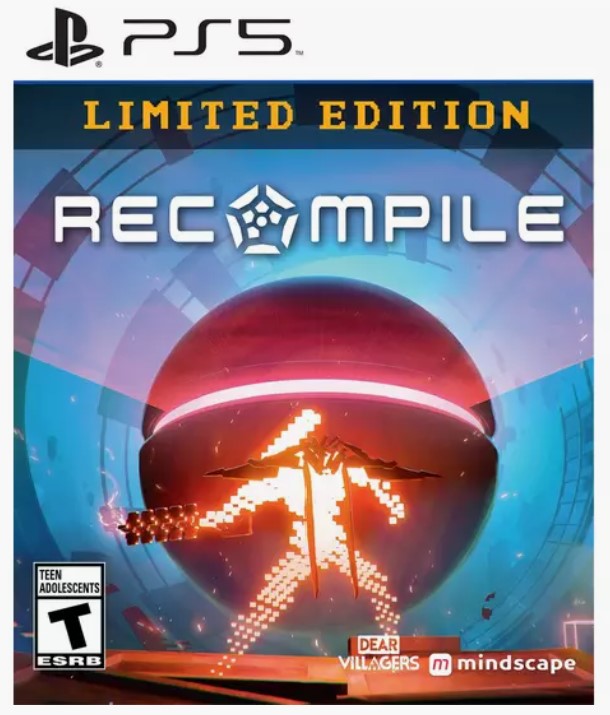 PS5
LIMITED EDITION
RECOMPILE
TEEN
ADOLESCENTS
T
ESRB
DEAR
VILLAGERS
m mindscape